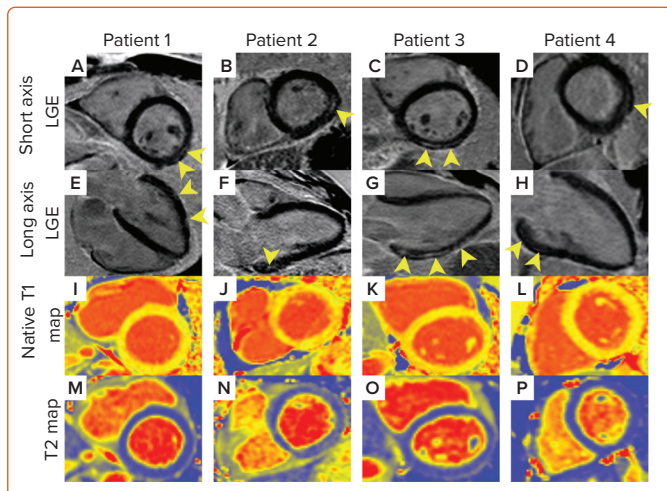 Patient 1 Patient 2 Patient 3 Patient 4
Short axis
LGE
A B C D
Long axis
LGE
E F G H
Native T1
map
I J K L
T2 map
M N O P